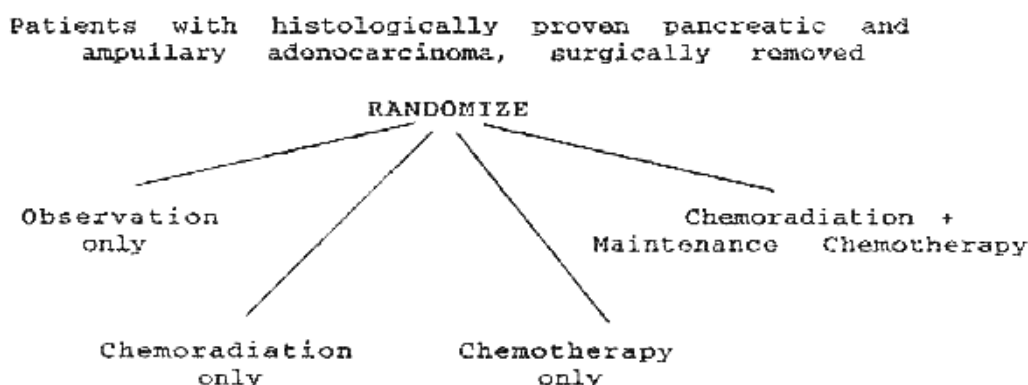 Patients with histologically proven pancreatic and
ampullary adenocarcinoma, surgically removed
RANDOMIZE
Observation
only
Chemoradiation +
Maintenance Chemotherapy
Chemoradiation
only
Chemotherapy
only